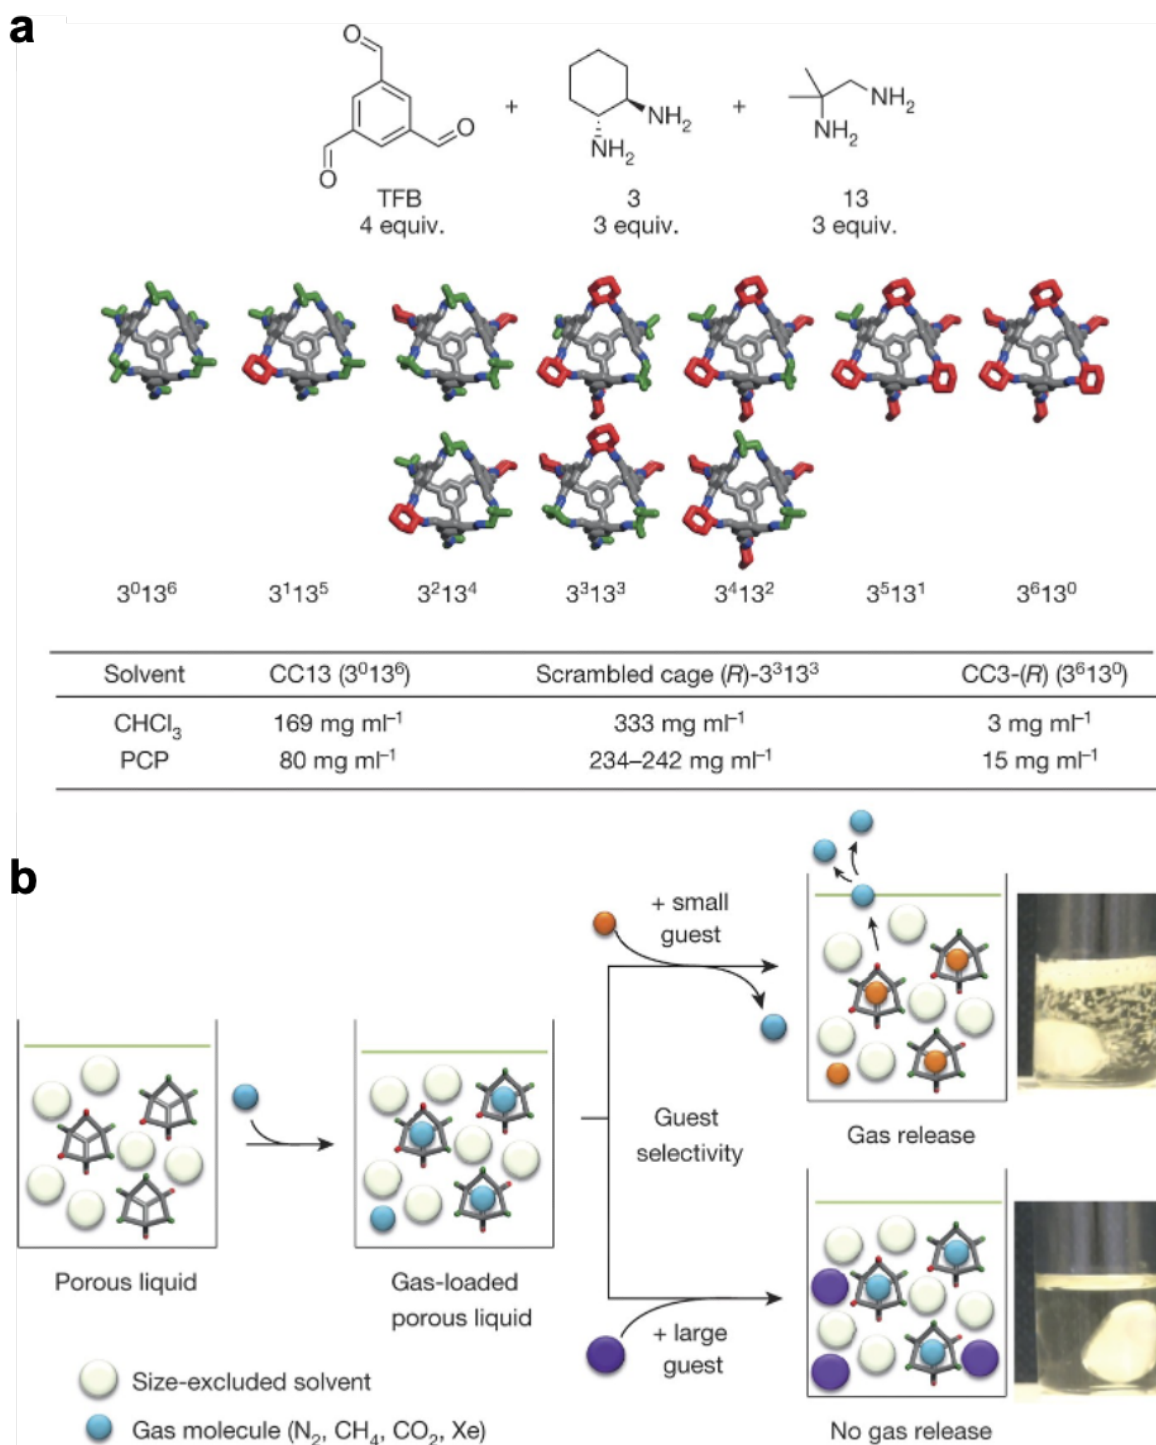 a
O
O
O
NH2
NH2
NH2
NH2
+
+
TFB
3
13
4 equiv.
3 equiv.
3 equiv.
3⁰13⁶
3¹13⁵
3²13⁴
3³13³
3⁴13²
3⁵13¹
3⁶13⁰
Solvent CC13 (3⁰13⁶) Scrambled cage (R)-3³13³ CC3-(R) (3⁶13⁰)
CHCl₃ 169 mg ml⁻¹ 333 mg ml⁻¹ 3 mg ml⁻¹
PCP 80 mg ml⁻¹ 234–242 mg ml⁻¹ 15 mg ml⁻¹
b
+ small
guest
Gas release
Guest
selectivity
Porous liquid
Gas-loaded
porous liquid
+ large
guest
No gas release
Size-excluded solvent
Gas molecule (N₂, CH₄, CO₂, Xe)